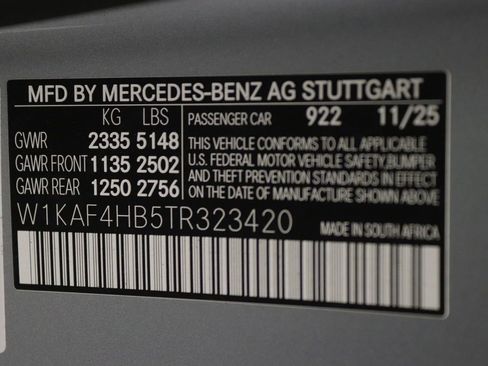 MFD BY MERCEDES-BENZ AG STUTTGART
KG LBS PASSENGER CAR 922 11/25
GVWR 2335 5148 THIS VEHICLE CONFORMS TO ALL APPLICABLE
GAWR FRONT 1135 2502 U.S. FEDERAL MOTOR VEHICLE SAFETY, BUMPER
GAWR REAR 1250 2756 AND THEFT PREVENTION STANDARDS IN EFFECT
ON THE DATE OF MANUFACTURE SHOWN ABOVE.
W1KAF4HB5TR323420 MADE IN SOUTH AFRICA